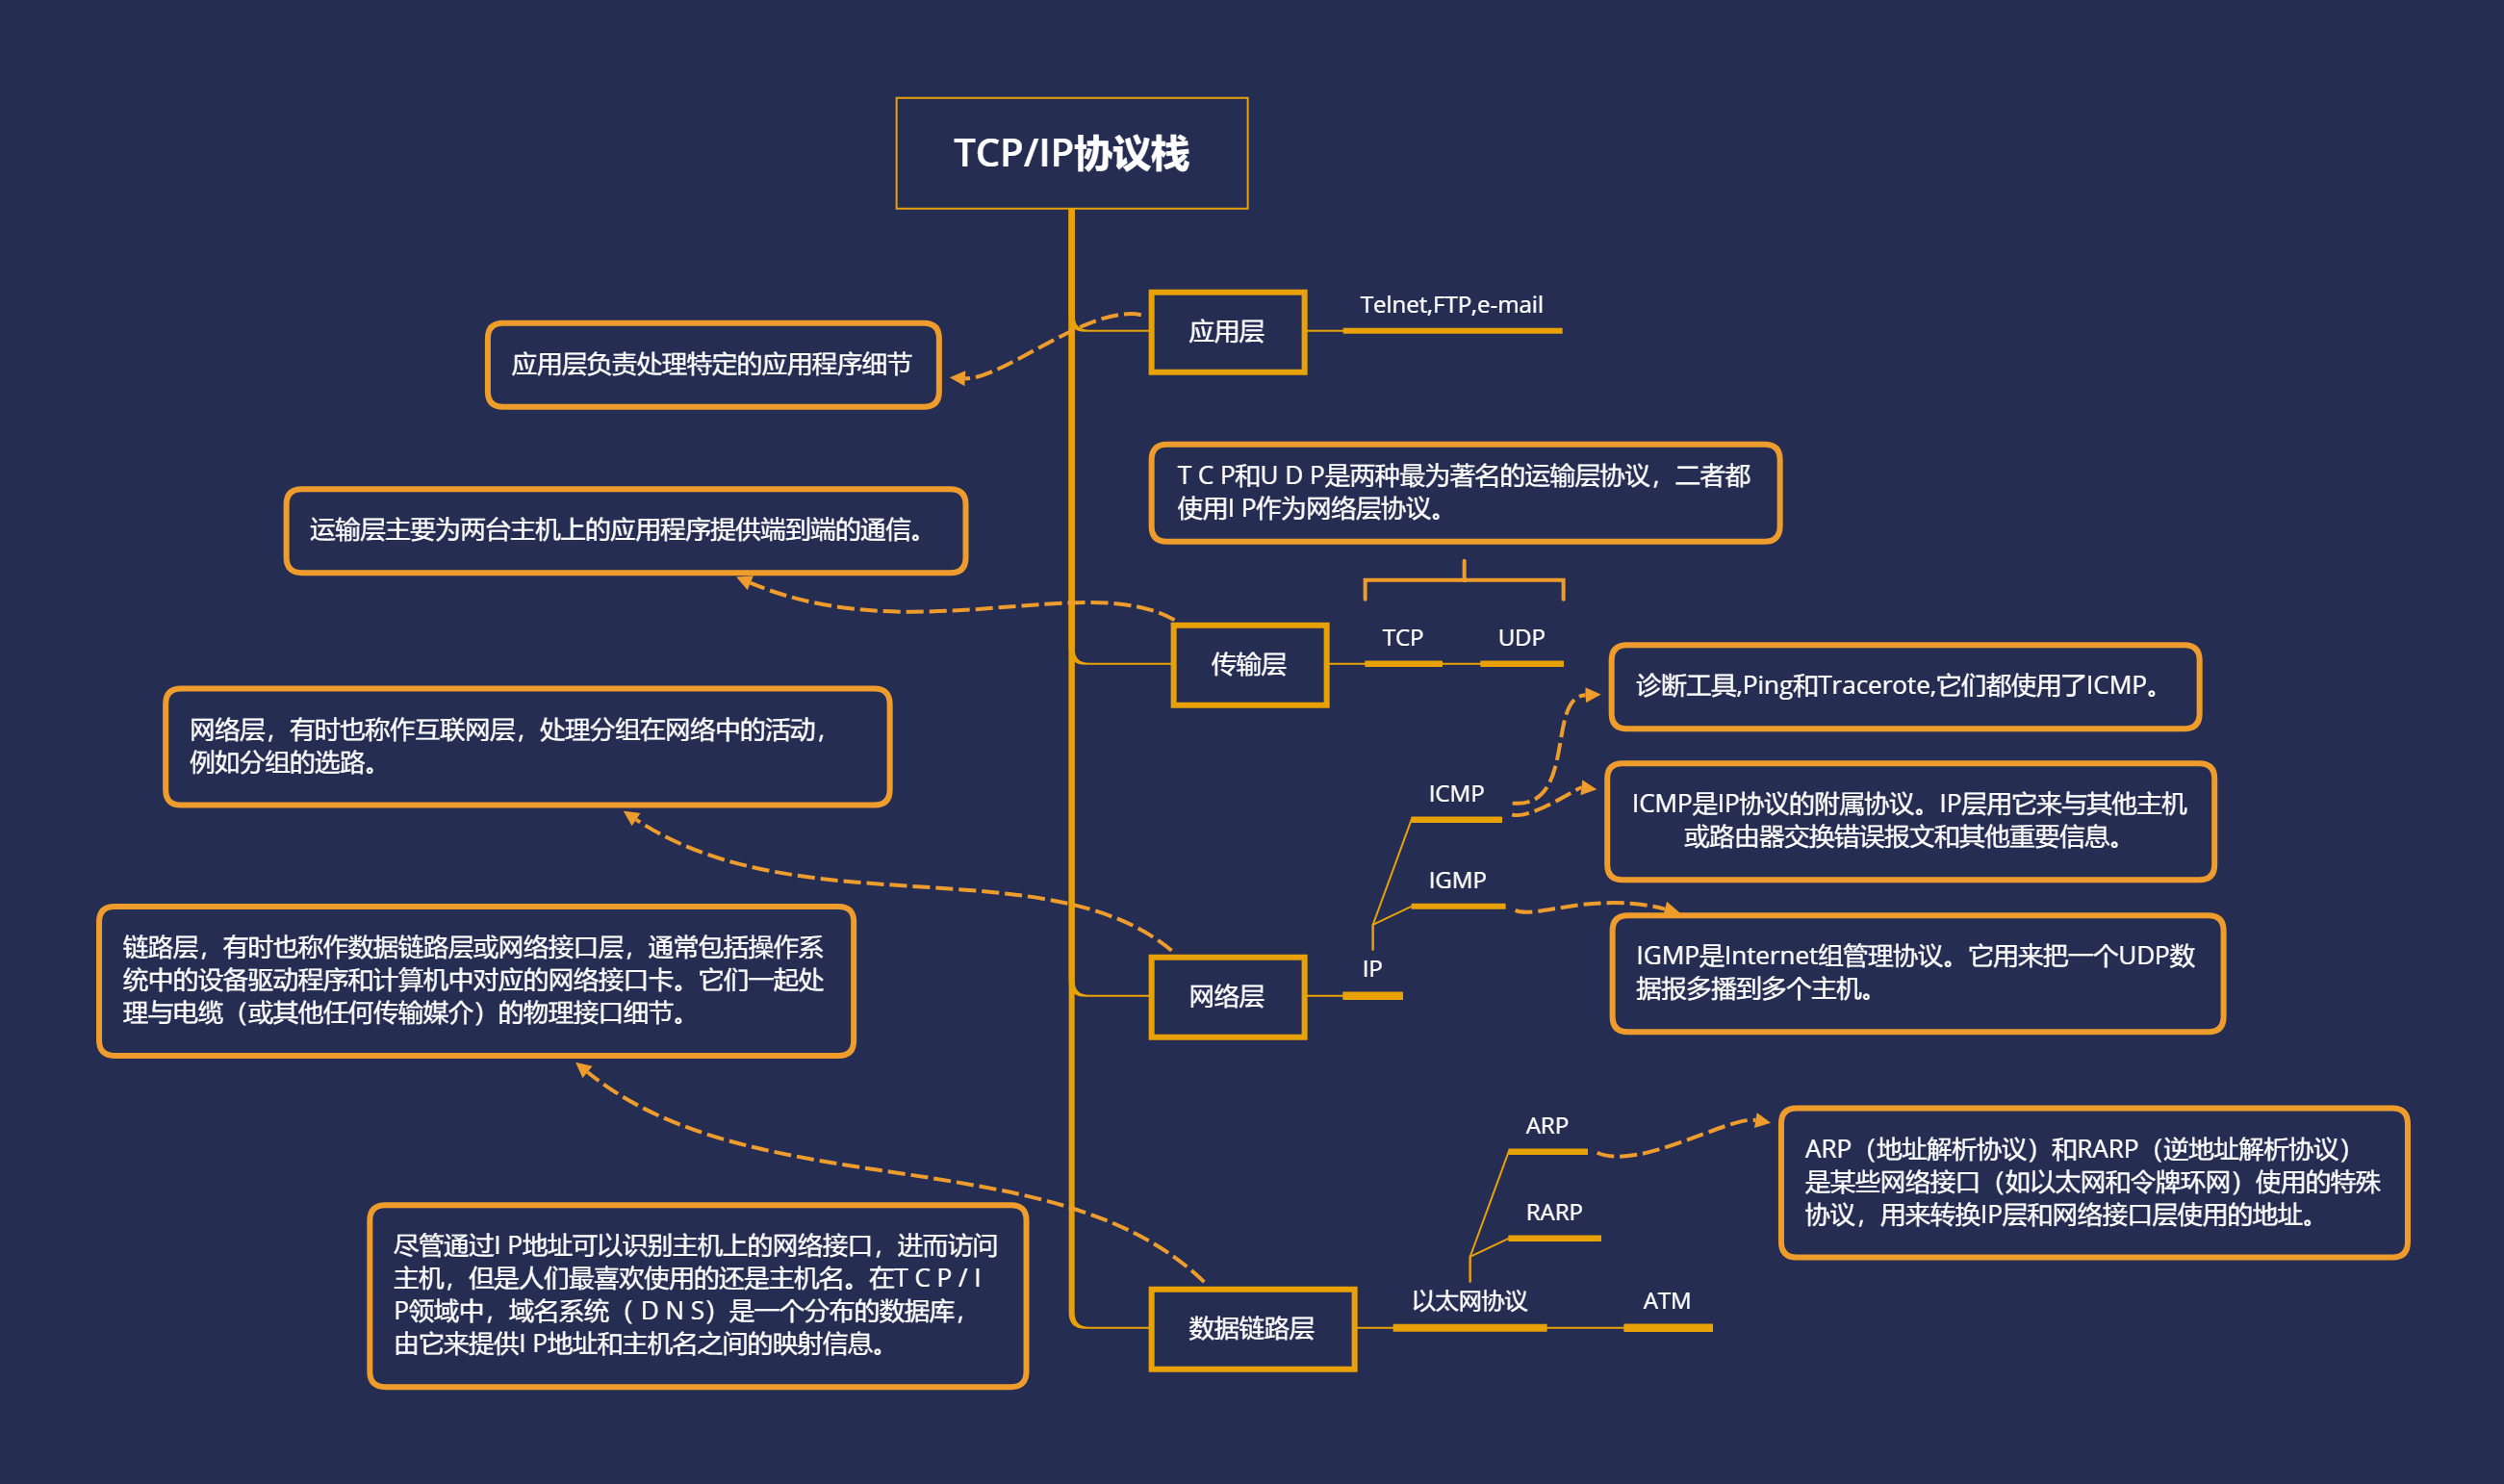 TCP/IP协议栈
应用层
Telnet,FTP,e-mail
应用层负责处理特定的应用程序细节
T C P和U D P是两种最为著名的运输层协议，二者都
使用I P作为网络层协议。
运输层主要为两台主机上的应用程序提供端到端的通信。
传输层
TCP
UDP
诊断工具,Ping和Tracerote,它们都使用了ICMP。
网络层，有时也称作互联网层，处理分组在网络中的活动，
例如分组的选路。
ICMP
ICMP是IP协议的附属协议。IP层用它来与其他主机
或路由器交换错误报文和其他重要信息。
IGMP
IGMP是Internet组管理协议。它用来把一个UDP数
据报多播到多个主机。
链路层，有时也称作数据链路层或网络接口层，通常包括操作系
统中的设备驱动程序和计算机中对应的网络接口卡。它们一起处
理与电缆（或其他任何传输媒介）的物理接口细节。
网络层
IP
ARP
ARP（地址解析协议）和RARP（逆地址解析协议）
是某些网络接口（如以太网和令牌环网）使用的特殊
协议，用来转换IP层和网络接口层使用的地址。
RARP
尽管通过I P地址可以识别主机上的网络接口，进而访问
主机，但是人们最喜欢使用的还是主机名。在T C P / I
P领域中，域名系统（ D N S）是一个分布的数据库，
由它来提供I P地址和主机名之间的映射信息。
数据链路层
以太网协议
ATM